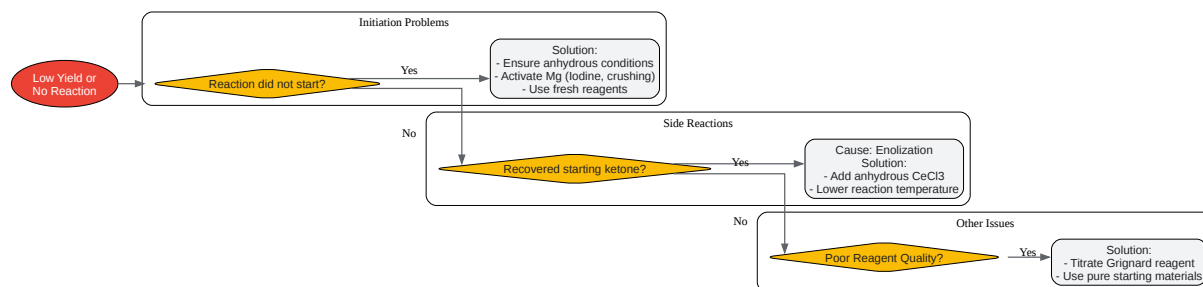 Initiation Problems
Low Yield or
No Reaction
Reaction did not start?
Yes
Solution:
- Ensure anhydrous conditions
- Activate Mg (Iodine, crushing)
- Use fresh reagents
No
Side Reactions
Recovered starting ketone?
Yes
Cause: Enolization
Solution:
- Add anhydrous CeCl3
- Lower reaction temperature
No
Other Issues
Poor Reagent Quality?
Yes
Solution:
- Titrate Grignard reagent
- Use pure starting materials